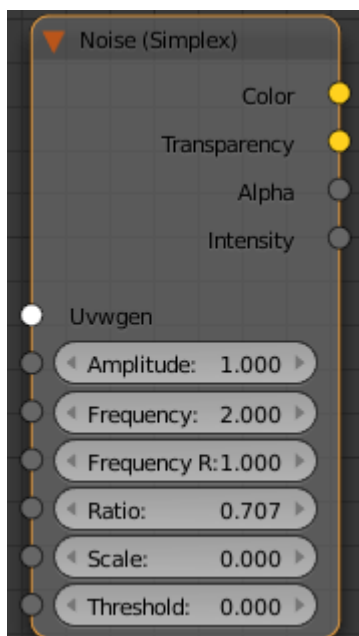 Noise (Simplex)
Color
Transparency
Alpha
Intensity
Uvwgen
Amplitude: 1.000
Frequency: 2.000
Frequency R:1.000
Ratio: 0.707
Scale: 0.000
Threshold: 0.000